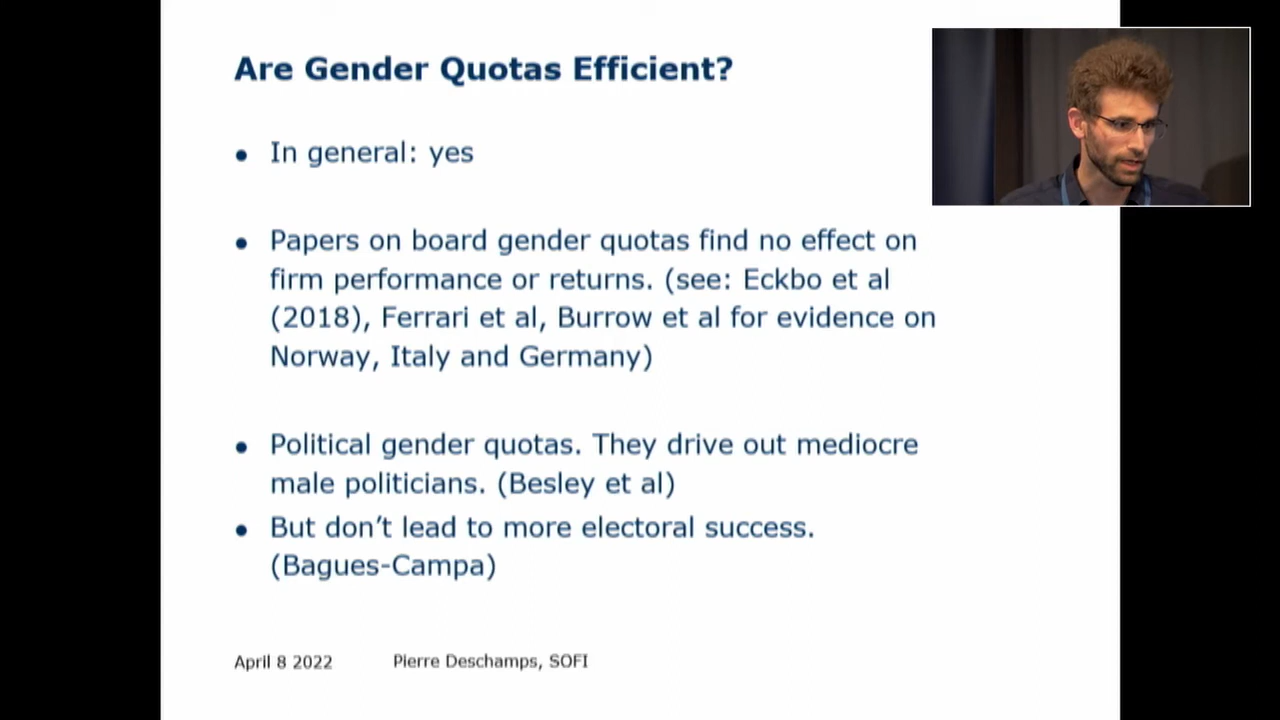 Are Gender Quotas Efficient?
• In general: yes
• Papers on board gender quotas find no effect on
firm performance or returns. (see: Eckbo et al
(2018), Ferrari et al, Burrow et al for evidence on
Norway, Italy and Germany)
• Political gender quotas. They drive out mediocre
male politicians. (Besley et al)
• But don’t lead to more electoral success.
(Bagues-Campa)
April 8 2022 Pierre Deschamps, SOFI